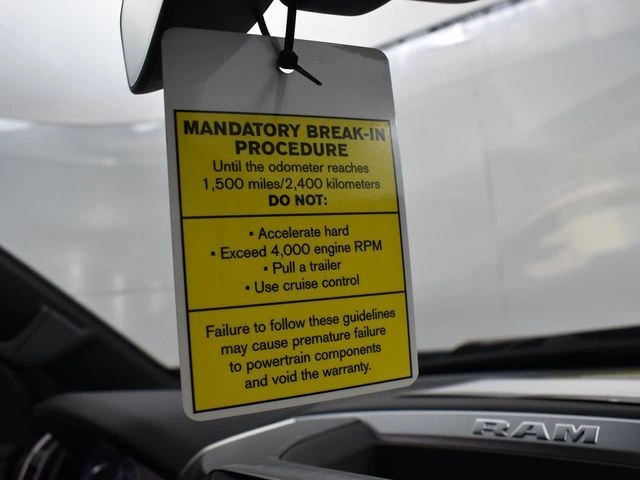 MANDATORY BREAK-IN
PROCEDURE
Until the odometer reaches
1,500 miles/2,400 kilometers
DO NOT:
▪ Accelerate hard
▪ Exceed 4,000 engine RPM
▪ Pull a trailer
▪ Use cruise control
Failure to follow these guidelines
may cause premature failure
to powertrain components
and void the warranty.
RAM